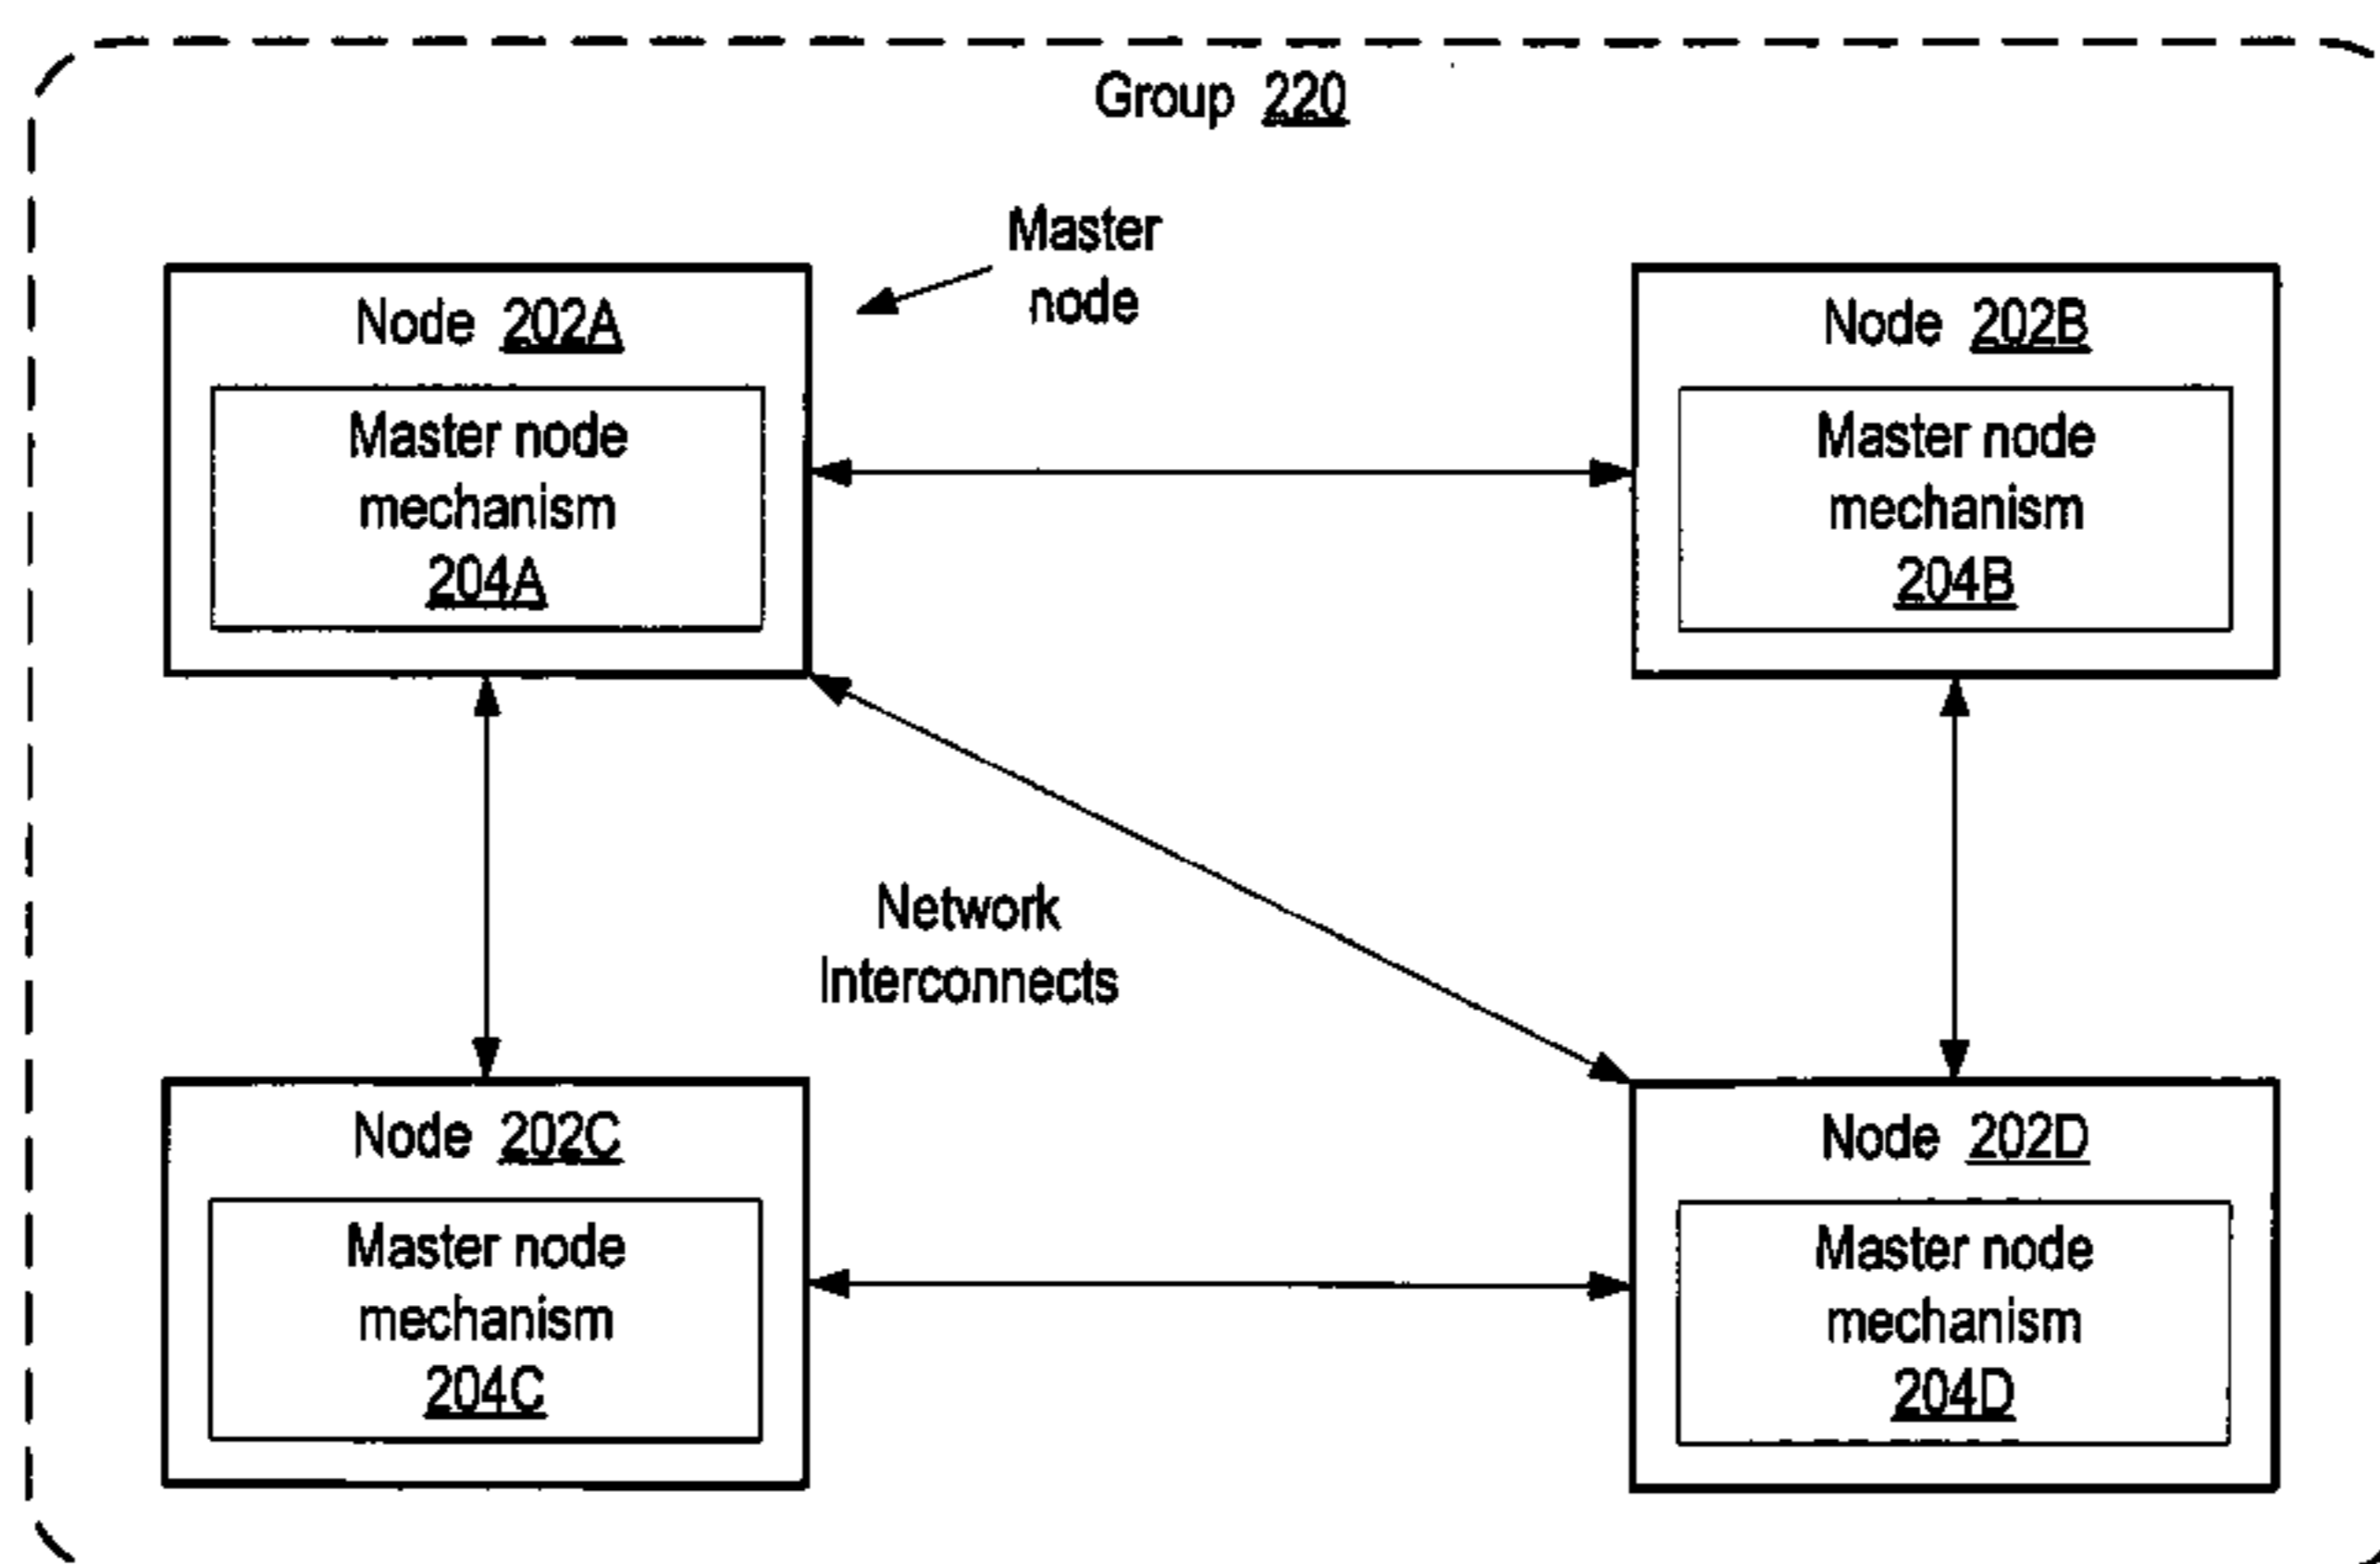 Group 220
Master
node
Node 202A
Master node
mechanism
204A
Node 202B
Master node
mechanism
204B
Network
Interconnects
Node 202C
Master node
mechanism
204C
Node 202D
Master node
mechanism
204D